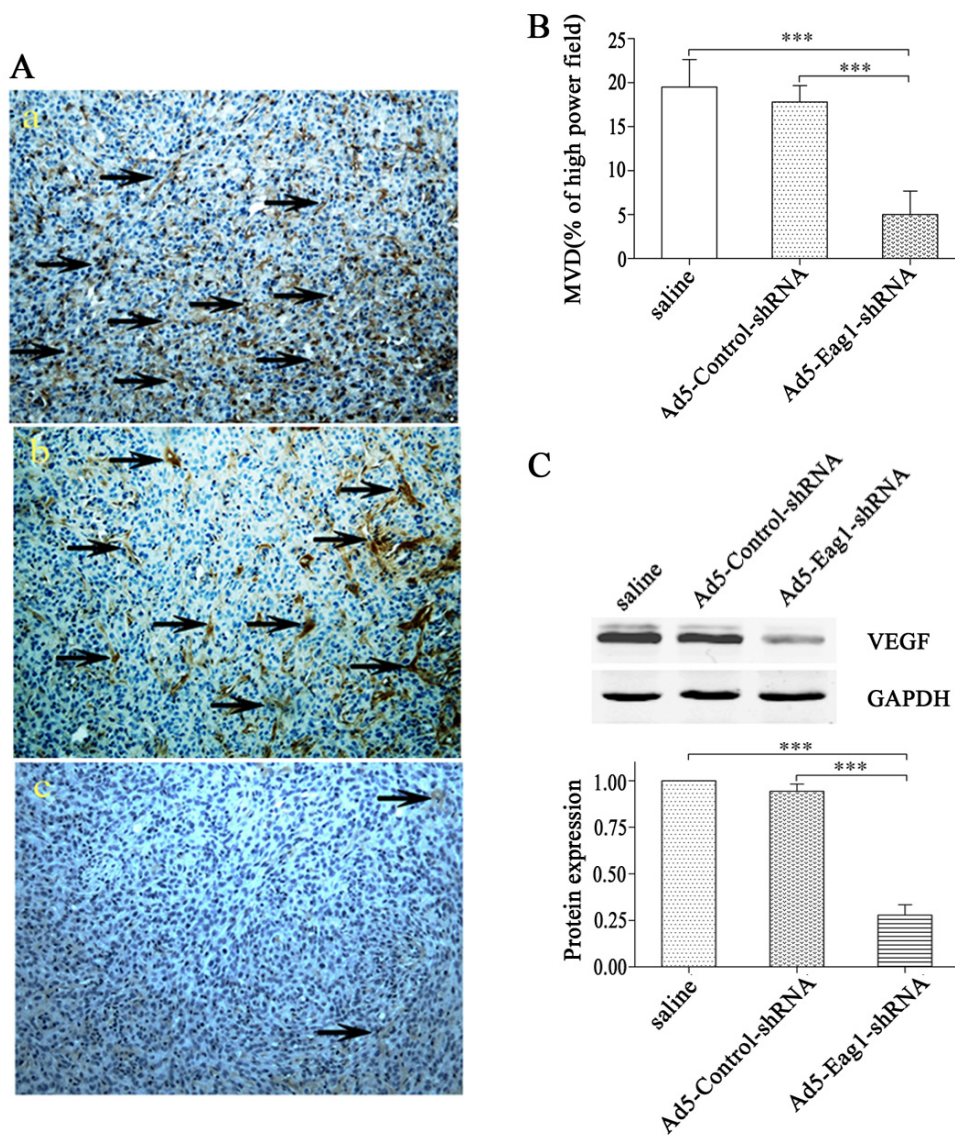 A
a
b
c
B
MVD(% of high power field)
25
20
15
10
5
0
***
***
saline
Ad5-Control-shRNA
Ad5-Eag1-shRNA
C
saline
Ad5-Control-shRNA
Ad5-Eag1-shRNA
VEGF
GAPDH
Protein expression
1.00
0.75
0.50
0.25
0.00
***
***
saline
Ad5-Control-shRNA
Ad5-Eag1-shRNA